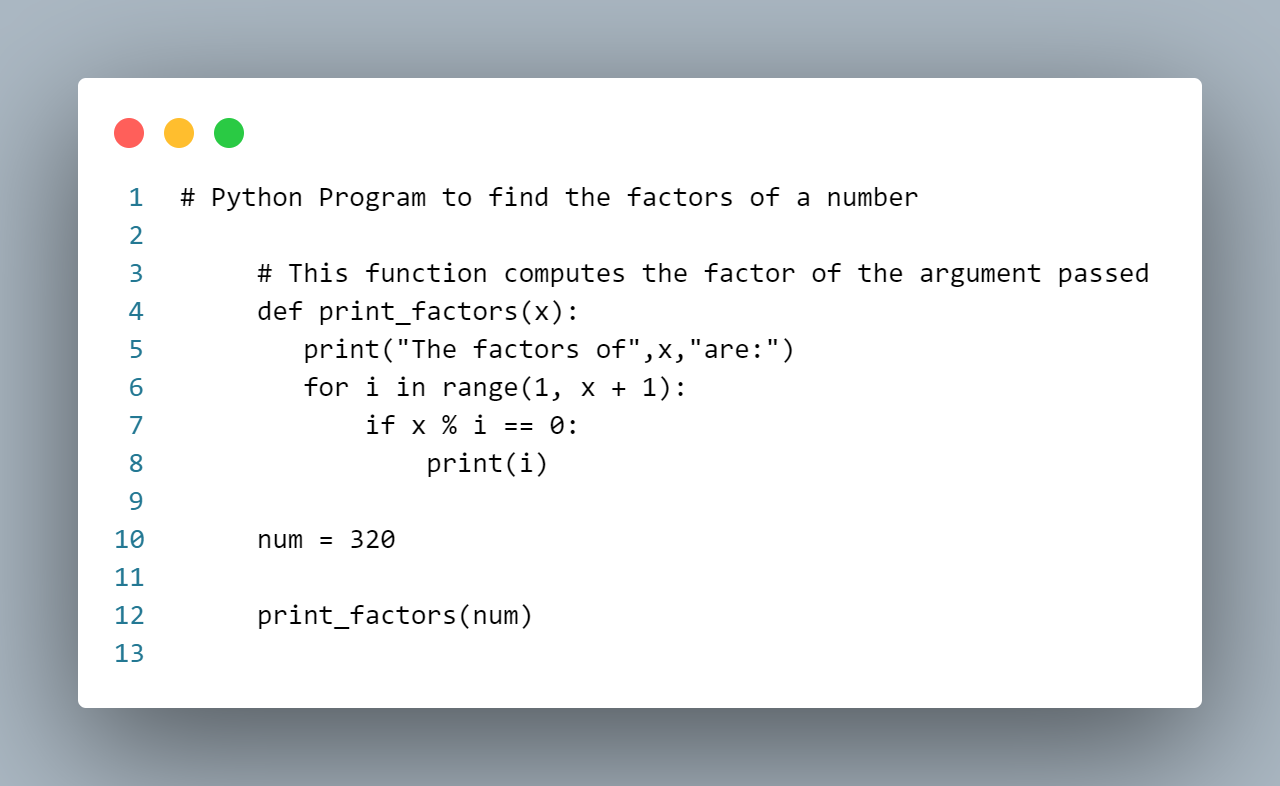 1 # Python Program to find the factors of a number
2
3      # This function computes the factor of the argument passed
4      def print_factors(x):
5         print("The factors of",x,"are:")
6         for i in range(1, x + 1):
7             if x % i == 0:
8                 print(i)
9
10      num = 320
11
12      print_factors(num)
13